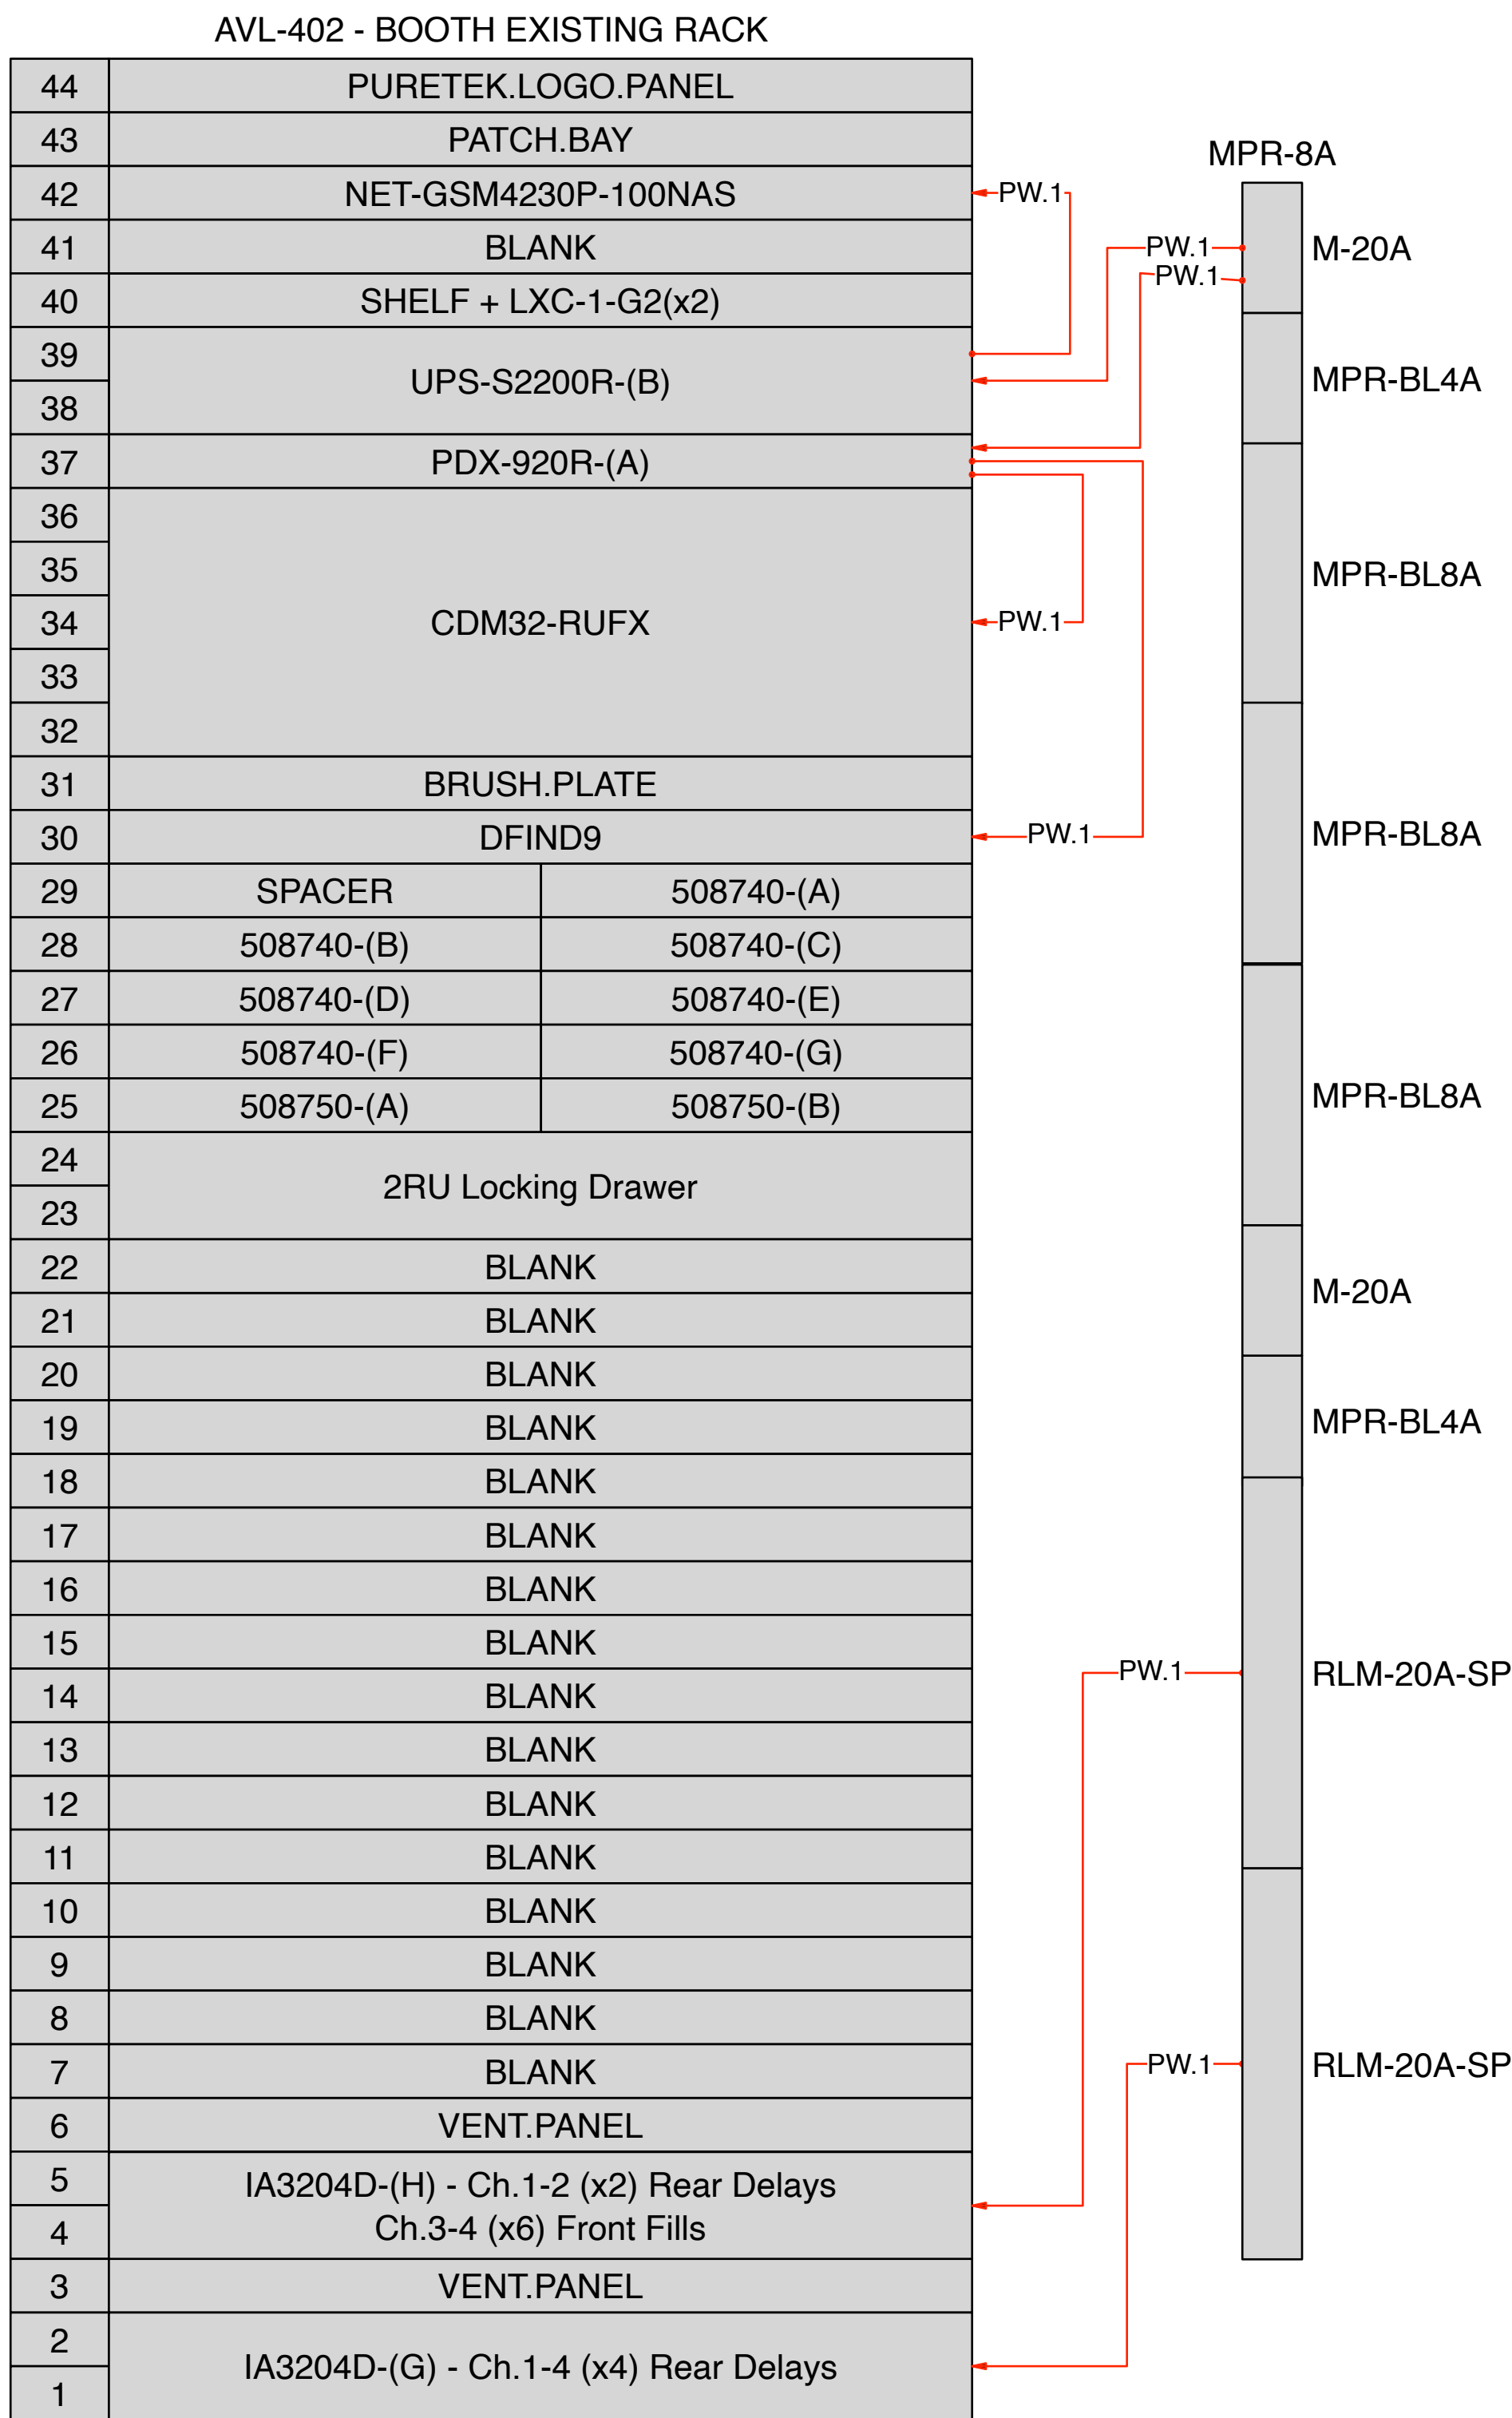 AVL-402 - BOOTH EXISTING RACK
44 PURETEK.LOGO.PANEL
43 PATCH.BAY
MPR-8A
42 NET-GSM4230P-100NAS PW.1
41 BLANK PW.1 M-20A
PW.1
40 SHELF + LXC-1-G2(x2)
39
UPS-S2200R-(B) MPR-BL4A
38
37 PDX-920R-(A)
36
35 MPR-BL8A
34 CDM32-RUFX PW.1
33
32
31 BRUSH.PLATE
30 DFIND9 PW.1 MPR-BL8A
29 SPACER 508740-(A)
28 508740-(B) 508740-(C)
27 508740-(D) 508740-(E)
26 508740-(F) 508740-(G)
25 508750-(A) 508750-(B) MPR-BL8A
24
2RU Locking Drawer
23
22 BLANK
M-20A
21 BLANK
20 BLANK
19 BLANK MPR-BL4A
18 BLANK
17 BLANK
16 BLANK
15 BLANK
PW.1 RLM-20A-SP
14 BLANK
13 BLANK
12 BLANK
11 BLANK
10 BLANK
9 BLANK
8 BLANK
PW.1 RLM-20A-SP
7 BLANK
6 VENT.PANEL
5 IA3204D-(H) - Ch.1-2 (x2) Rear Delays
4 Ch.3-4 (x6) Front Fills
3 VENT.PANEL
2
IA3204D-(G) - Ch.1-4 (x4) Rear Delays
1